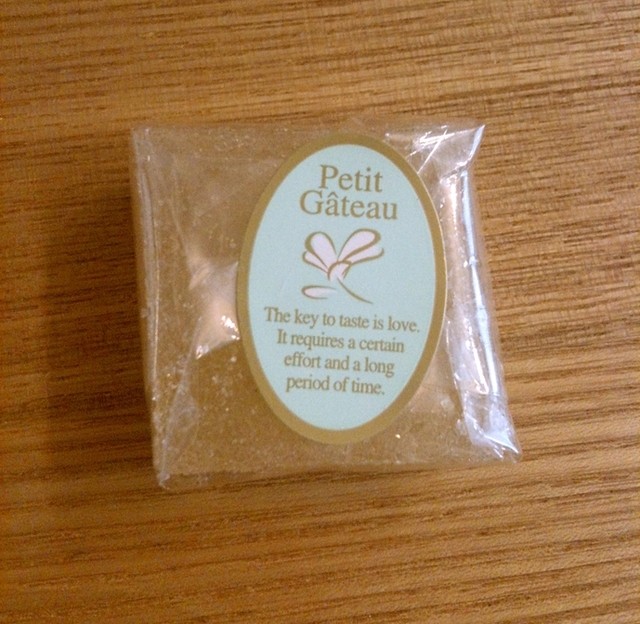 Petit
Gâteau
The key to taste is love.
It requires a certain
effort and a long
period of time.